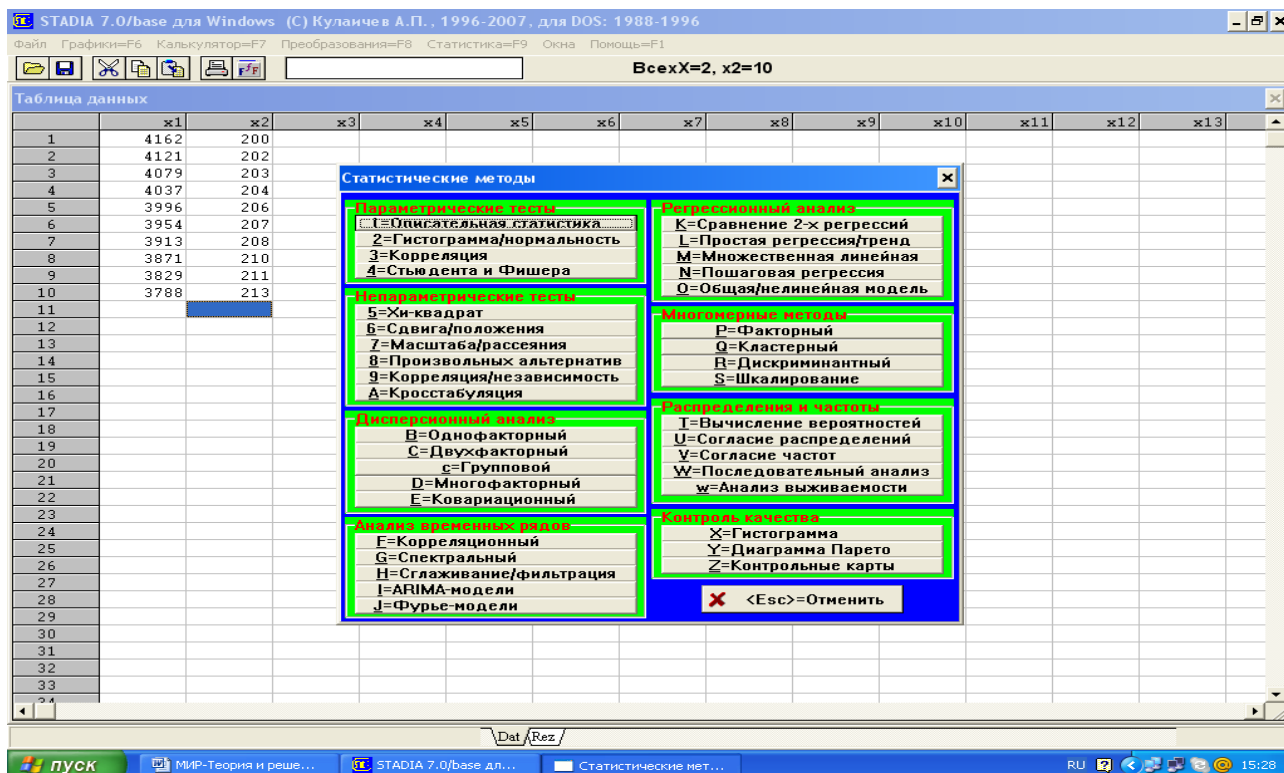 STADIA 7.0/base для Windows (C) Кулаичев А.П., 1996-2007, для DOS: 1988-1996
Файл Графики=F6 Калькулятор=F7 Преобразования=F8 Статистика=F9 Окна Помощь=F1
ВсехX=2, x2=10
Таблица данных
x1 x2 x3 x4 x5 x6 x7 x8 x9 x10 x11 x12 x13
1 4162 200
2 4121 202
3 4079 203
4 4037 204
5 3996 206
6 3954 207
7 3913 208
8 3871 210
9 3829 211
10 3788 213
11
12
13
14
15
16
17
18
19
20
21
22
23
24
25
26
27
28
29
30
31
32
33
34
Статистические методы
Параметрические тесты
1=Описательная статистика
2=Гистограмма/нормальность
3=Корреляция
4=Стьюдента и Фишера
Непараметрические тесты
5=Хи-квадрат
6=Сдвига/положения
7=Масштаба/рассеяния
8=Произвольных альтернатив
9=Корреляция/независимость
A=Кросстабуляция
Дисперсионный анализ
B=Однофакторный
C=Двухфакторный
c=Групповой
D=Многофакторный
E=Ковариационный
Анализ временных рядов
F=Корреляционный
G=Спектральный
H=Сглаживание/фильтрация
I=ARIMA-модели
J=Фурье-модели
Регрессионный анализ
K=Сравнение 2-х регрессий
L=Простая регрессия/тренд
M=Множественная линейная
N=Пошаговая регрессия
O=Общая/нелинейная модель
Многомерные методы
P=Факторный
Q=Кластерный
R=Дискриминантный
S=Шкалирование
Распределения и частоты
T=Вычисление вероятностей
U=Согласие распределений
V=Согласие частот
W=Последовательный анализ
w=Анализ выживаемости
Контроль качества
X=Гистограмма
Y=Диаграмма Парето
Z=Контрольные карты
<Esc>=Отменить
Dat Rez
пуск МИР-Теория и реше... STADIA 7.0/base дл... Статистические мет... RU 15:28